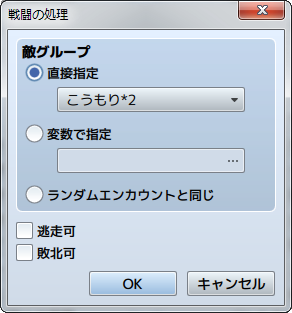 戦闘の処理
敵グループ
直接指定
こうもり*2
変数で指定
...
ランダムエンカウントと同じ
逃走可
敗北可
OK
キャンセル